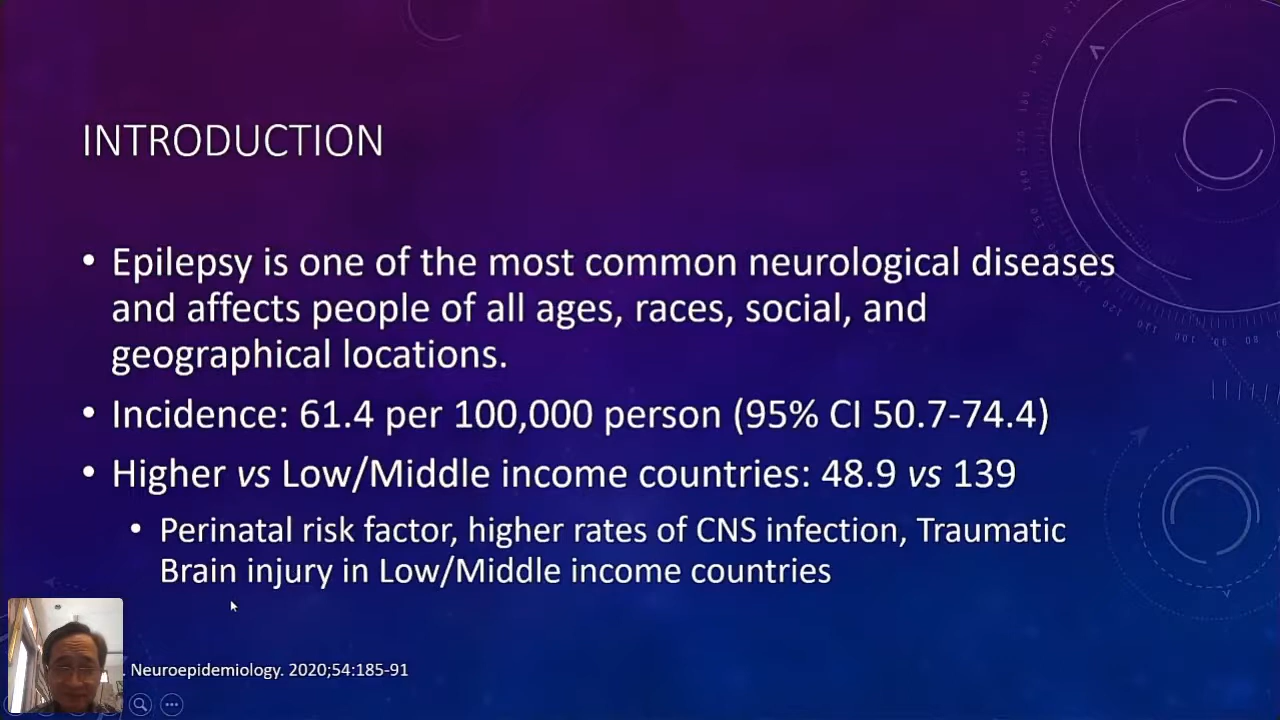 INTRODUCTION
• Epilepsy is one of the most common neurological diseases
and affects people of all ages, races, social, and
geographical locations.
• Incidence: 61.4 per 100,000 person (95% CI 50.7-74.4)
• Higher vs Low/Middle income countries: 48.9 vs 139
• Perinatal risk factor, higher rates of CNS infection, Traumatic
Brain injury in Low/Middle income countries
. Neuroepidemiology. 2020;54:185-91